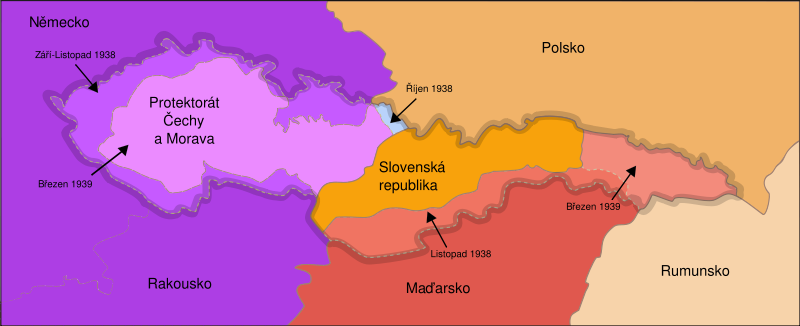 Německo
Polsko
Září-Listopad 1938
Říjen 1938
Protektorát
Čechy
a Morava
Slovenská
republika
Březen 1939
Březen 1939
Listopad 1938
Rumunsko
Rakousko
Maďarsko